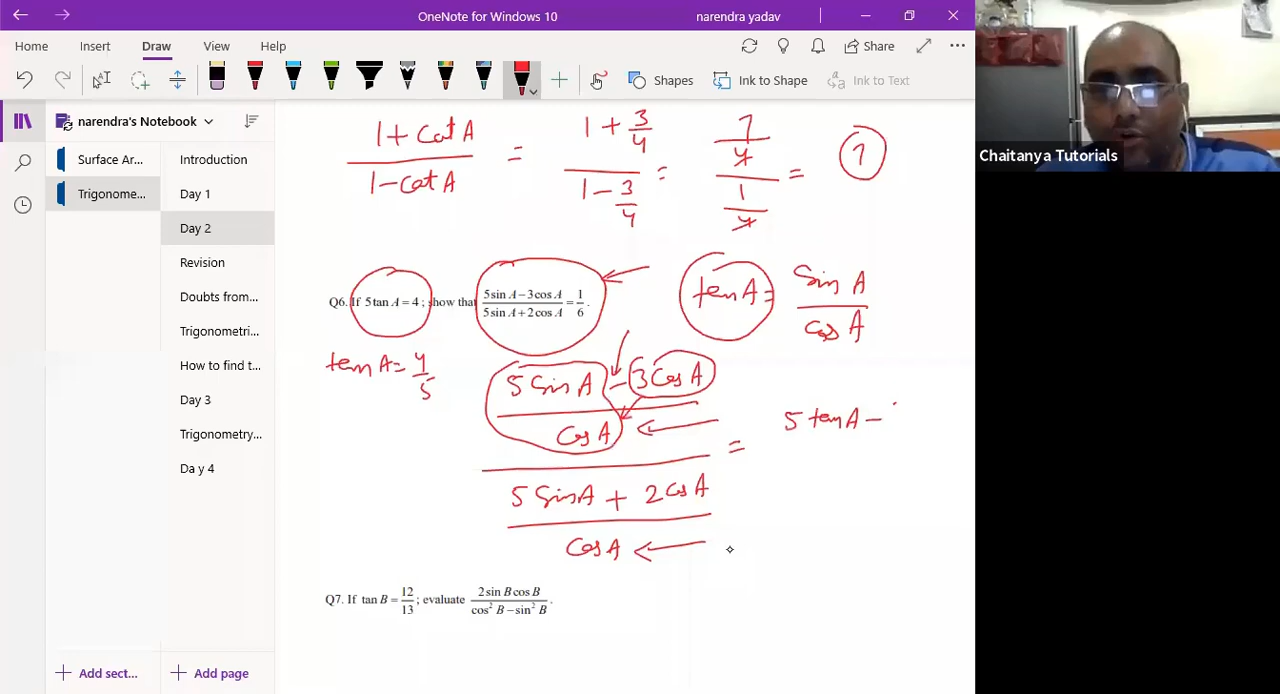 OneNote for Windows 10
narendra yadav
Home Insert Draw View Help
Share
Shapes
Ink to Shape
Ink to Text
narendra's Notebook
Surface Ar...
Trigonome...
Introduction
Day 1
Day 2
Revision
Doubts from...
Trigonometri...
How to find t...
Day 3
Trigonometry...
Da y 4
Add sect...
Add page
1 + Cot A / 1 - Cot A = 1 + 3/4 / 1 - 3/4 = 7/4 / 1/4 = 7
Q6. If 5 tan A = 4 ; show that (5 sin A − 3 cos A)/(5 sin A + 2 cos A) = 1/6 .
tan A = Sin A / Cos A
tan A = 4/5
5 Sin A − 3 Cos A
Cos A
= 5 tan A −
5 Sin A + 2 Cos A
Cos A
Q7. If tan B = 12/13 ; evaluate (2 sin B cos B)/(cos² B − sin² B) .
Chaitanya Tutorials